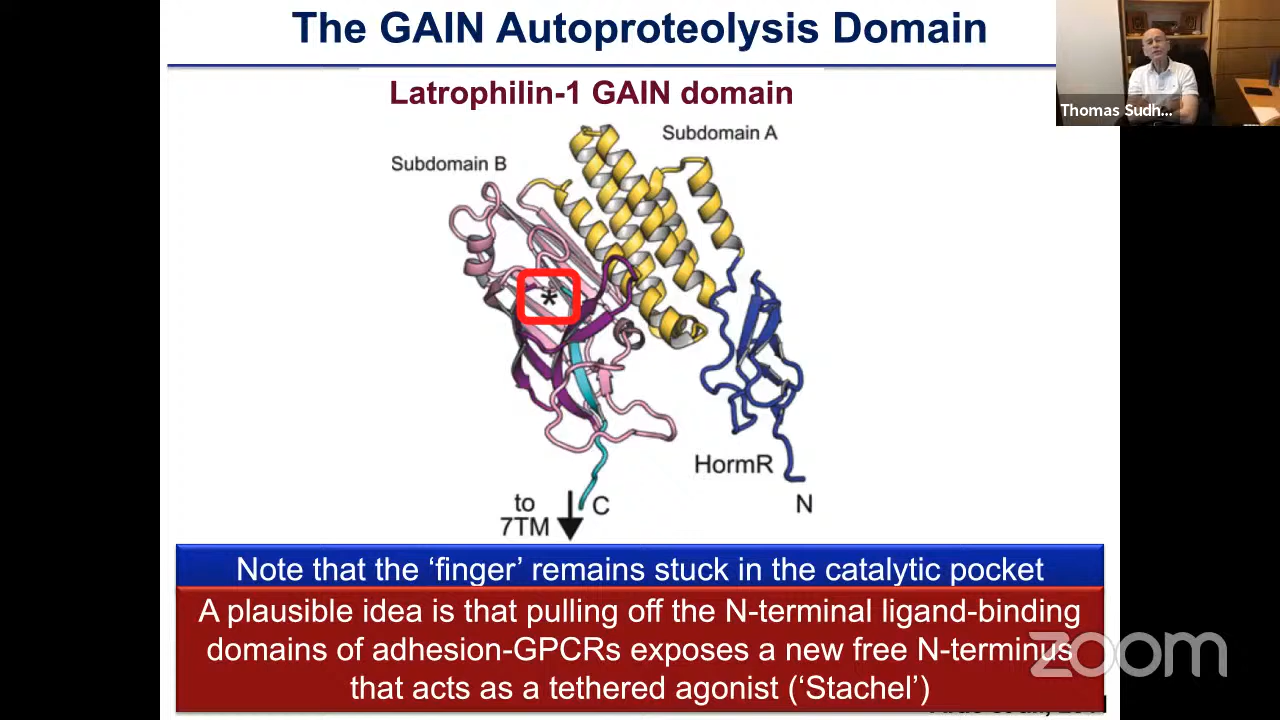 The GAIN Autoproteolysis Domain
Latrophilin-1 GAIN domain
Thomas Sudh...
Subdomain A
Subdomain B
*
HormR
to
7TM
C
N
Note that the ‘finger’ remains stuck in the catalytic pocket
A plausible idea is that pulling off the N-terminal ligand-binding
domains of adhesion-GPCRs exposes a new free N-terminus
that acts as a tethered agonist (‘Stachel’)
zoom